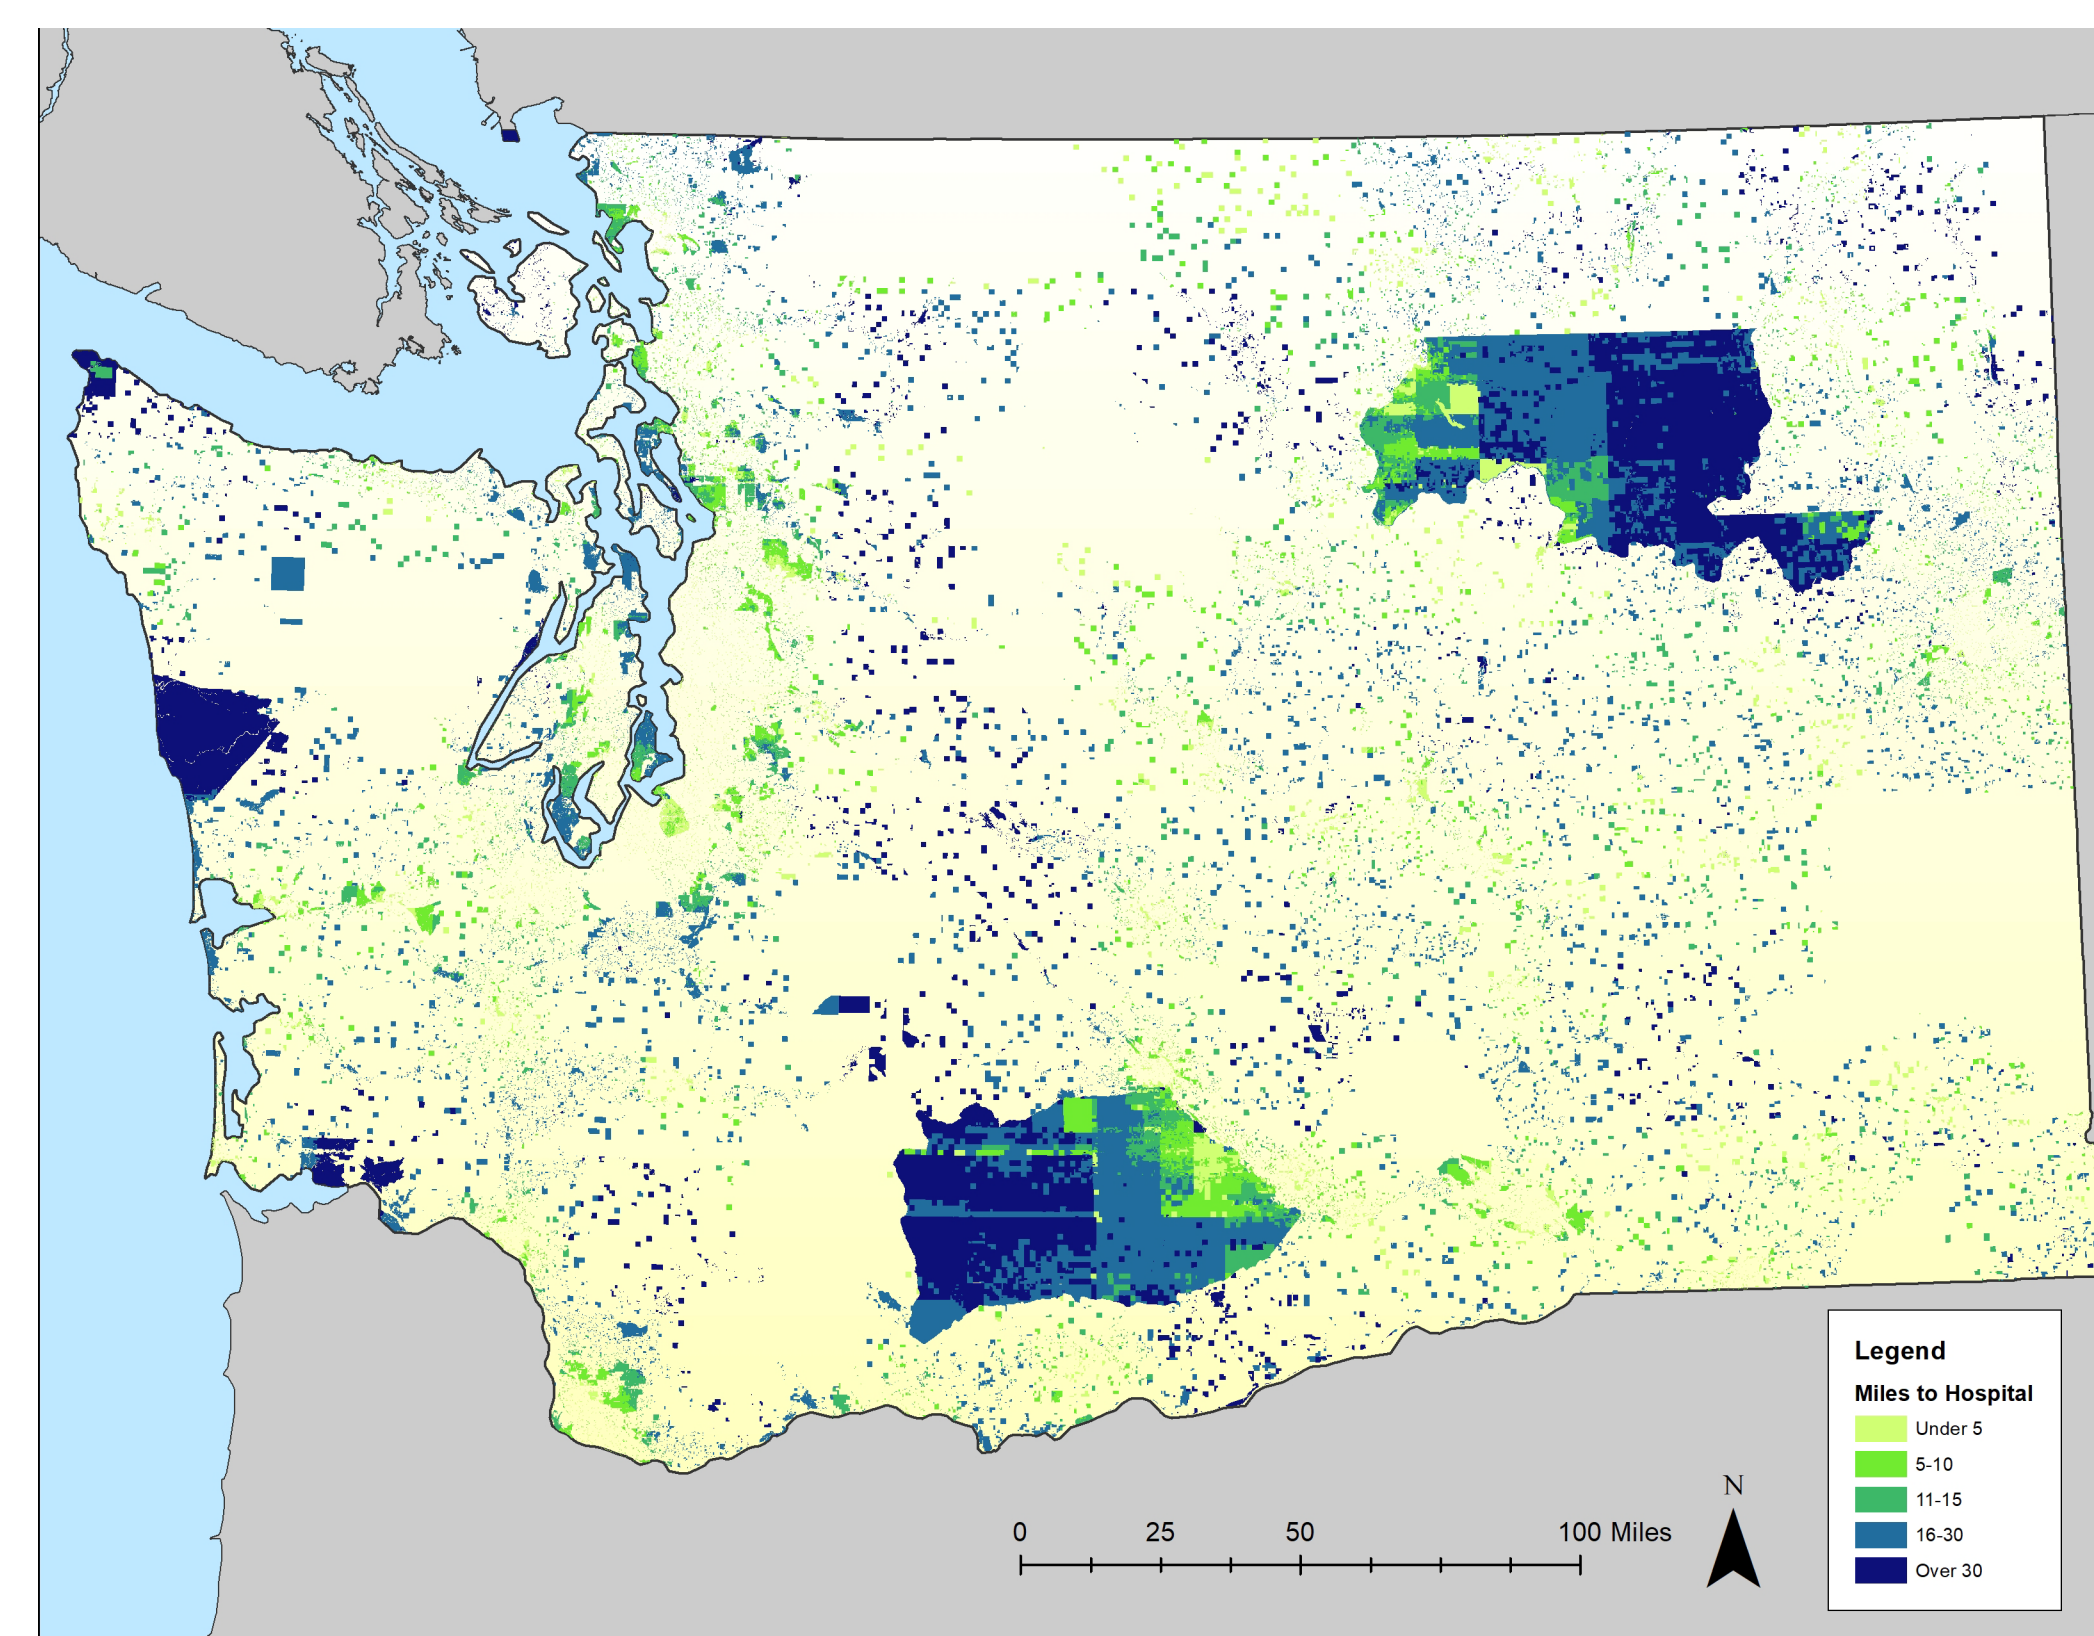 Legend
Miles to Hospital
Under 5
5-10
11-15
16-30
Over 30
N
0 25 50 100 Miles